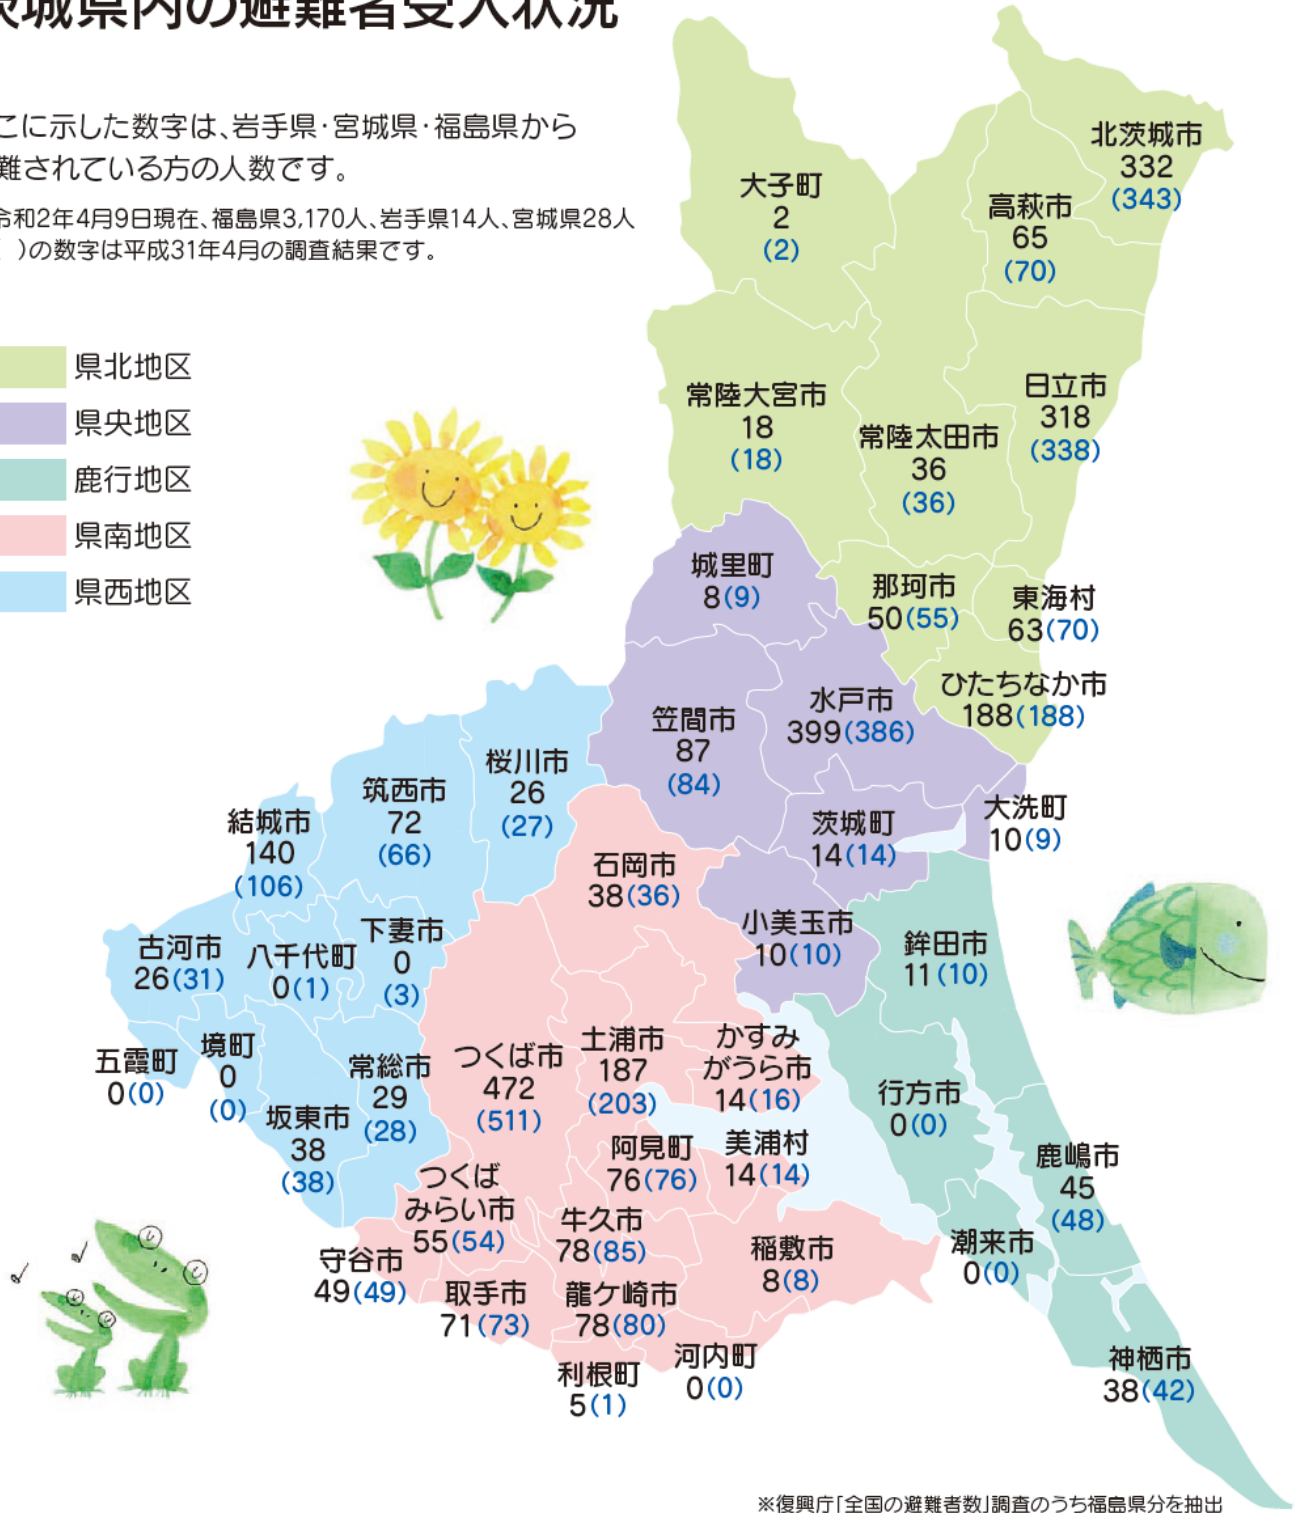 茨城県内の避難者受入状況
こに示した数字は、岩手県・宮城県・福島県から
難されている方の人数です。
令和2年4月9日現在、福島県3,170人、岩手県14人、宮城県28人
( )の数字は平成31年4月の調査結果です。
県北地区
県央地区
鹿行地区
県南地区
県西地区
北茨城市
332
(343)
大子町
2
(2)
高萩市
65
(70)
常陸大宮市
18
(18)
常陸太田市
36
(36)
日立市
318
(338)
城里町
8(9)
那珂市
50(55)
東海村
63(70)
ひたちなか市
188(188)
笠間市
87
(84)
水戸市
399(386)
桜川市
26
(27)
筑西市
72
(66)
結城市
140
(106)
茨城町
14(14)
大洗町
10(9)
石岡市
38(36)
小美玉市
10(10)
鉾田市
11(10)
古河市
26(31)
八千代町
0(1)
下妻市
0
(3)
五霞町
0(0)
境町
0
(0)
坂東市
38
(38)
常総市
29
(28)
つくば市
472
(511)
土浦市
187
(203)
かすみ
がうら市
14(16)
行方市
0(0)
阿見町
76(76)
美浦村
14(14)
鹿嶋市
45
(48)
つくば
みらい市
55(54)
牛久市
78(85)
稲敷市
8(8)
潮来市
0(0)
守谷市
49(49)
取手市
71(73)
龍ケ崎市
78(80)
利根町
5(1)
河内町
0(0)
神栖市
38(42)
※復興庁「全国の避難者数」調査のうち福島県分を抽出